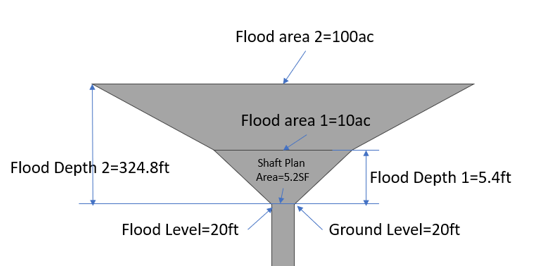 Flood area 2=100ac
Flood area 1=10ac
Shaft Plan
Area=5.2SF
Flood Depth 2=324.8ft
Flood Depth 1=5.4ft
Flood Level=20ft
Ground Level=20ft